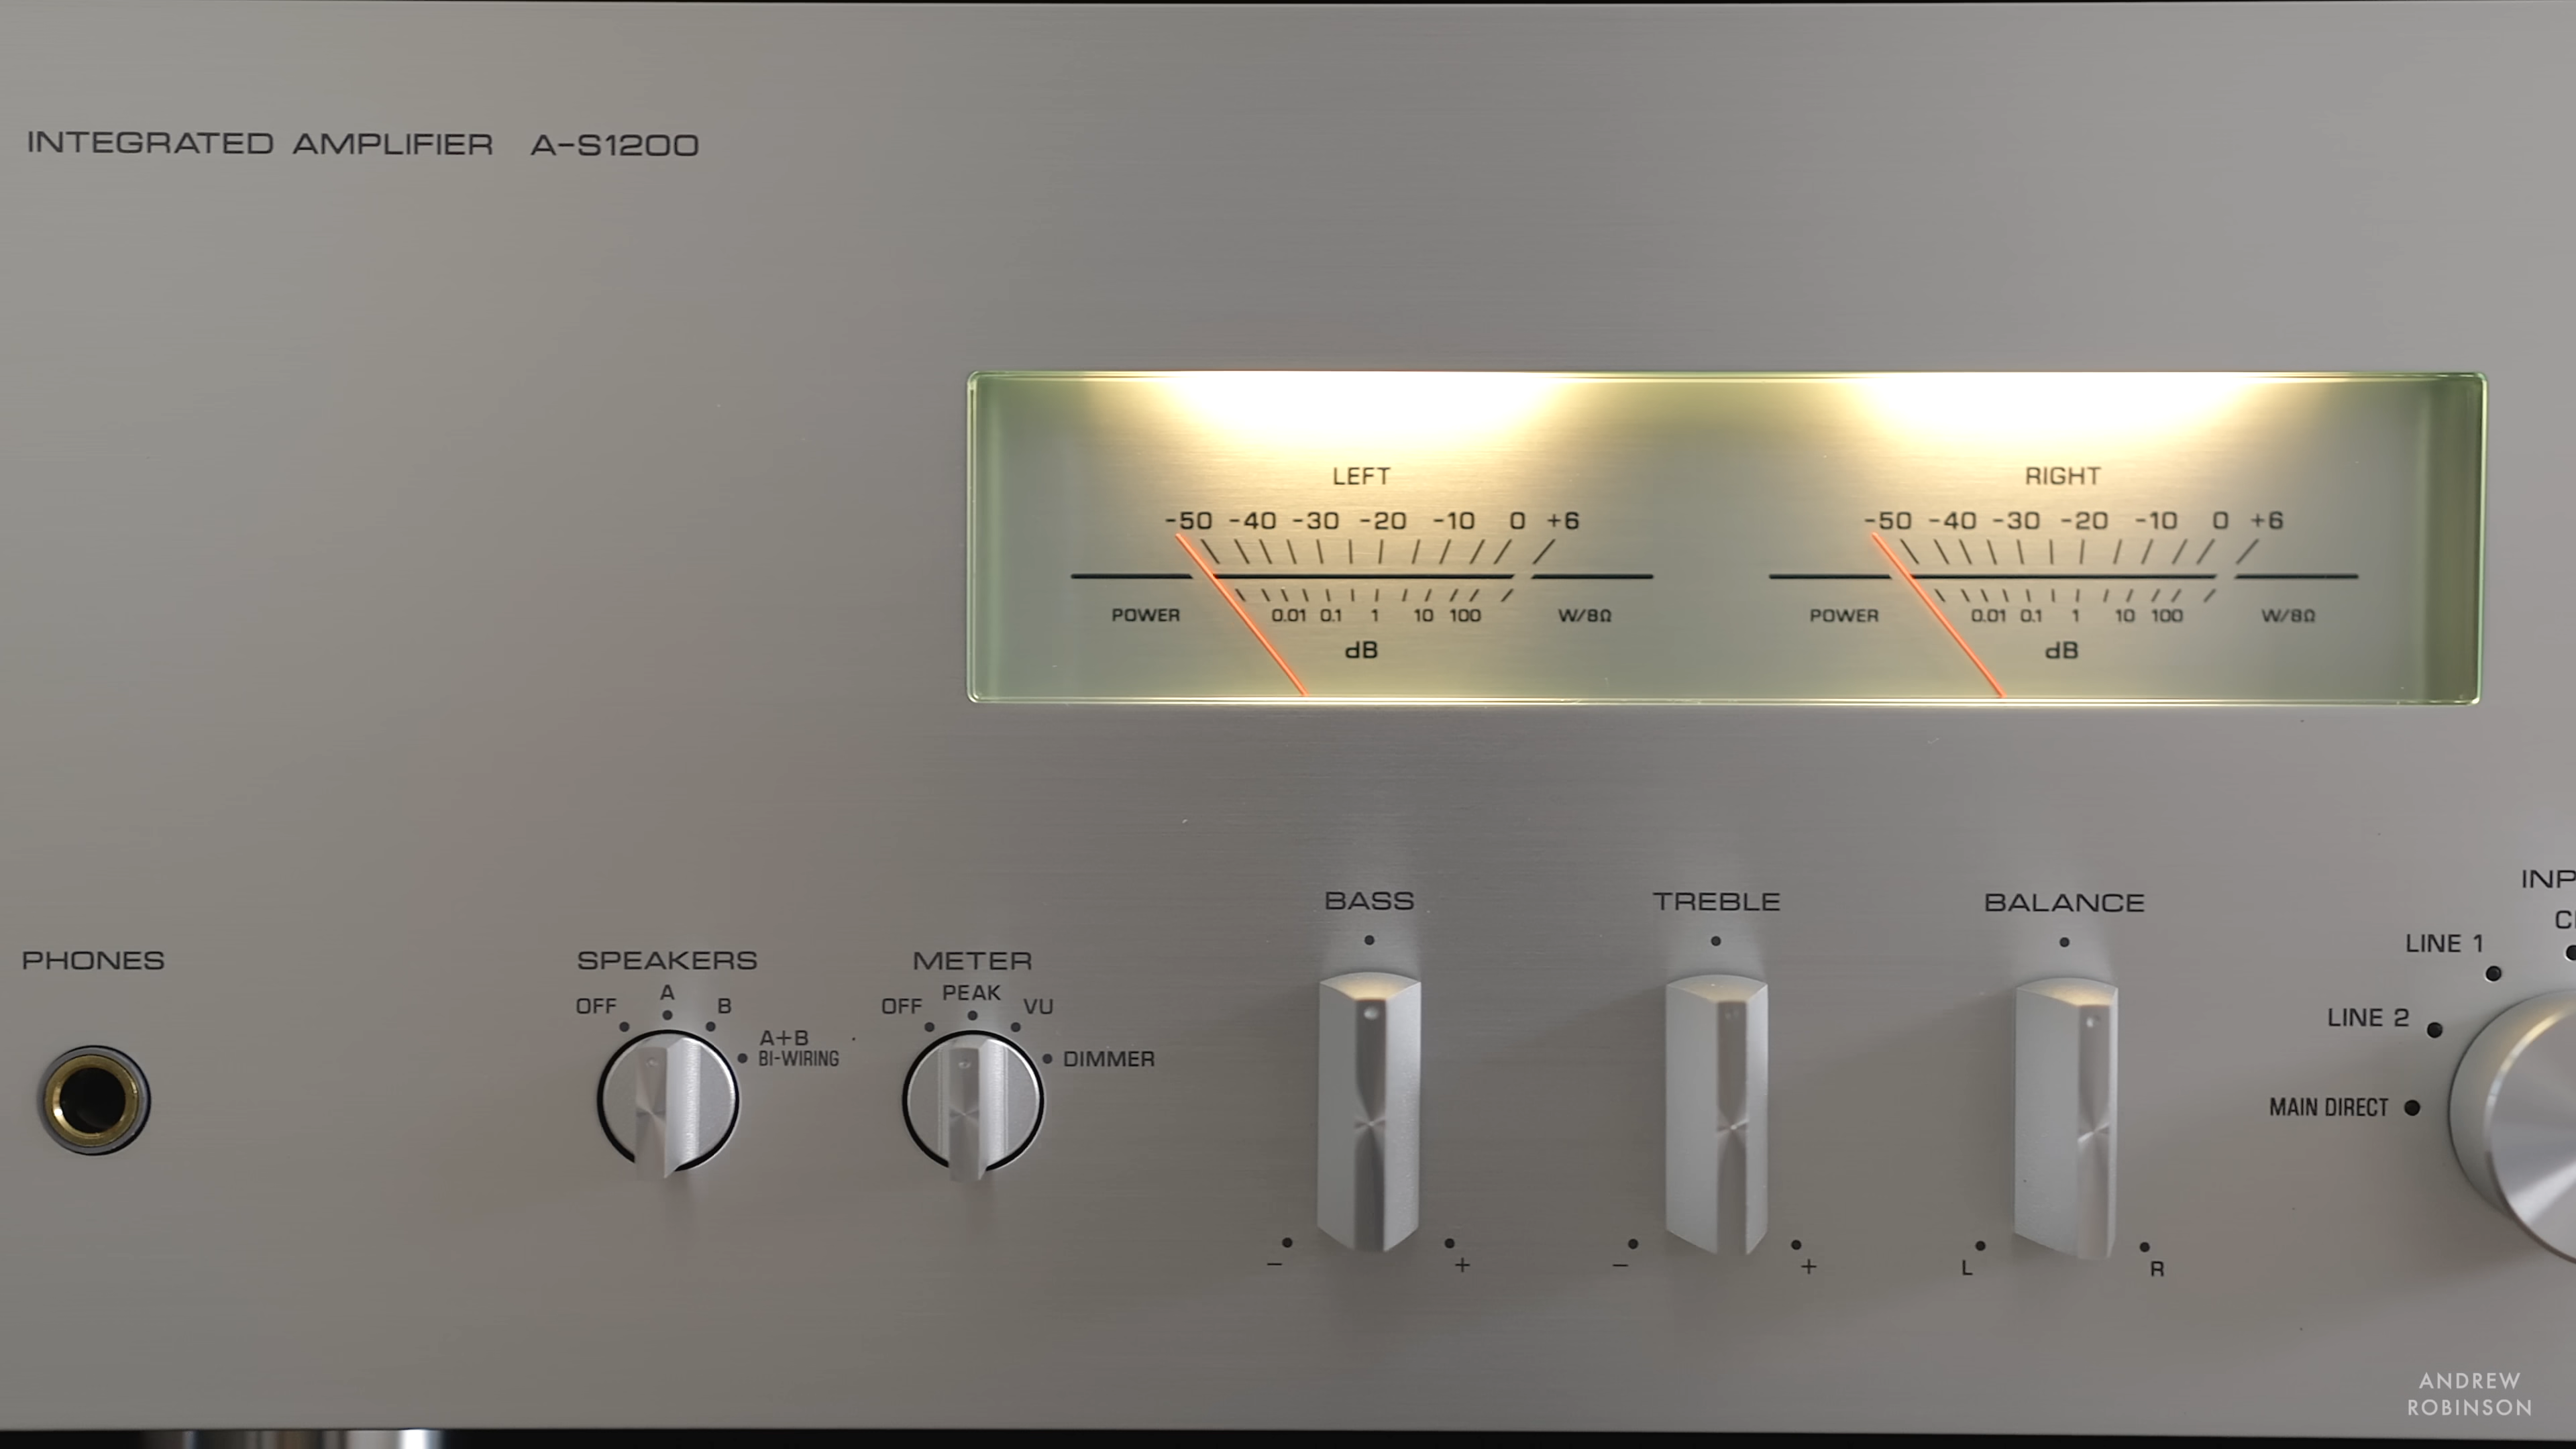 INTEGRATED AMPLIFIER A-S1200
LEFT
-50 -40 -30 -20 -10 0 +6
POWER 0.01 0.1 1 10 100 W/8Ω
dB
RIGHT
-50 -40 -30 -20 -10 0 +6
POWER 0.01 0.1 1 10 100 W/8Ω
dB
PHONES
SPEAKERS
OFF A B
A+B
BI-WIRING
METER
OFF PEAK VU
DIMMER
BASS
- +
TREBLE
- +
BALANCE
L R
LINE 1
LINE 2
MAIN DIRECT
ANDREW
ROBINSON